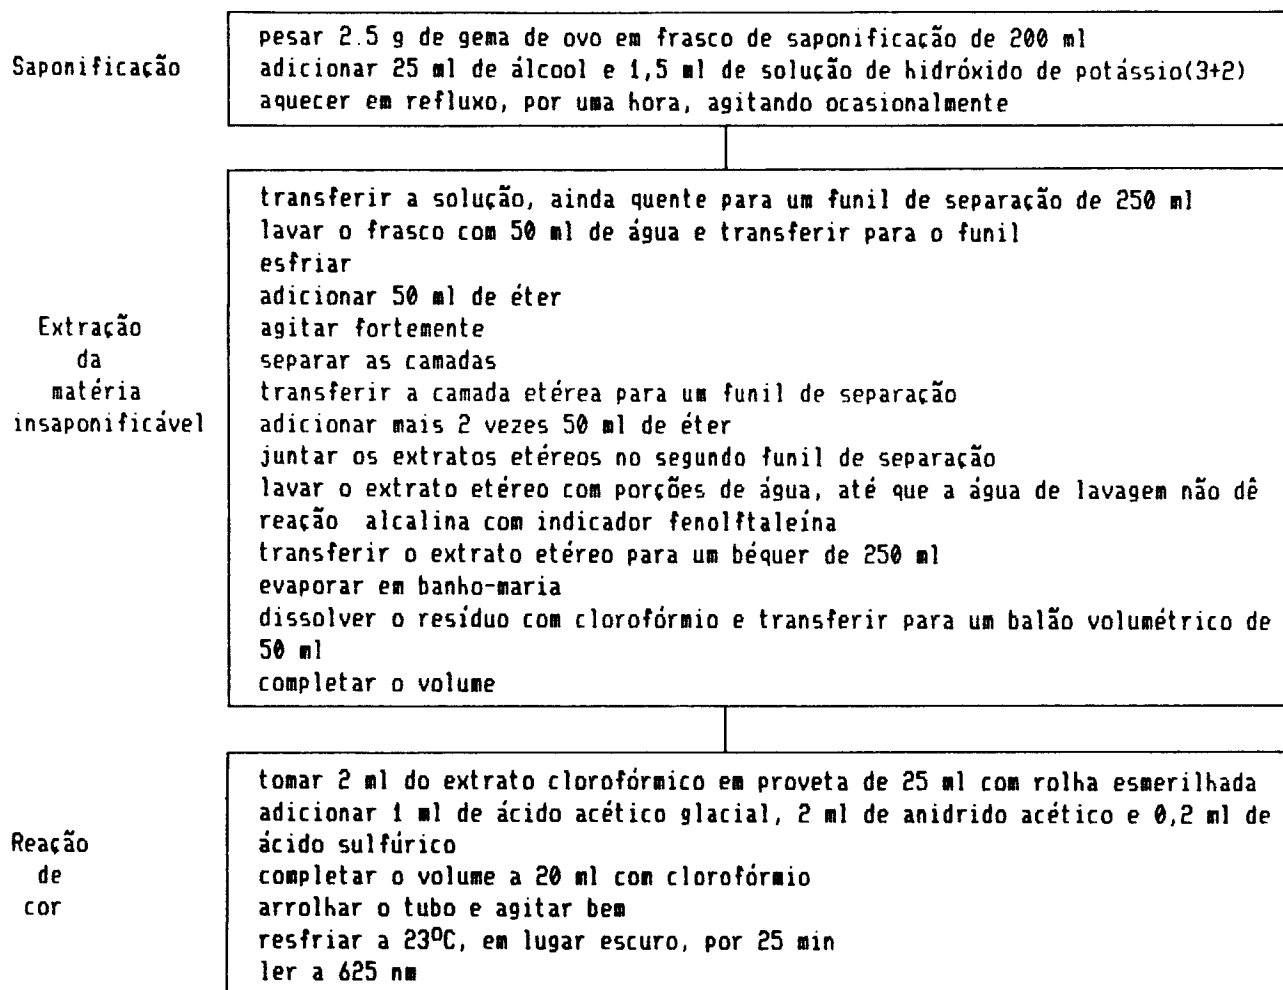 Saponificação
pesar 2.5 g de gema de ovo em frasco de saponificação de 200 ml
adicionar 25 ml de álcool e 1,5 ml de solução de hidróxido de potássio(3+2)
aquecer em refluxo, por uma hora, agitando ocasionalmente
Extração
da
matéria
insaponificável
transferir a solução, ainda quente para um funil de separação de 250 ml
lavar o frasco com 50 ml de água e transferir para o funil
esfriar
adicionar 50 ml de éter
agitar fortemente
separar as camadas
transferir a camada etérea para um funil de separação
adicionar mais 2 vezes 50 ml de éter
juntar os extratos etéreos no segundo funil de separação
lavar o extrato etéreo com porções de água, até que a água de lavagem não dê
reação alcalina com indicador fenolftaleína
transferir o extrato etéreo para um béquer de 250 ml
evaporar em banho-maria
dissolver o resíduo com clorofórmio e transferir para um balão volumétrico de
50 ml
completar o volume
Reação
de
cor
tomar 2 ml do extrato clorofórmico em proveta de 25 ml com rolha esmerilhada
adicionar 1 ml de ácido acético glacial, 2 ml de anidrido acético e 0,2 ml de
ácido sulfúrico
completar o volume a 20 ml com clorofórmio
arrolhar o tubo e agitar bem
resfriar a 23ºC, em lugar escuro, por 25 min
ler a 625 nm